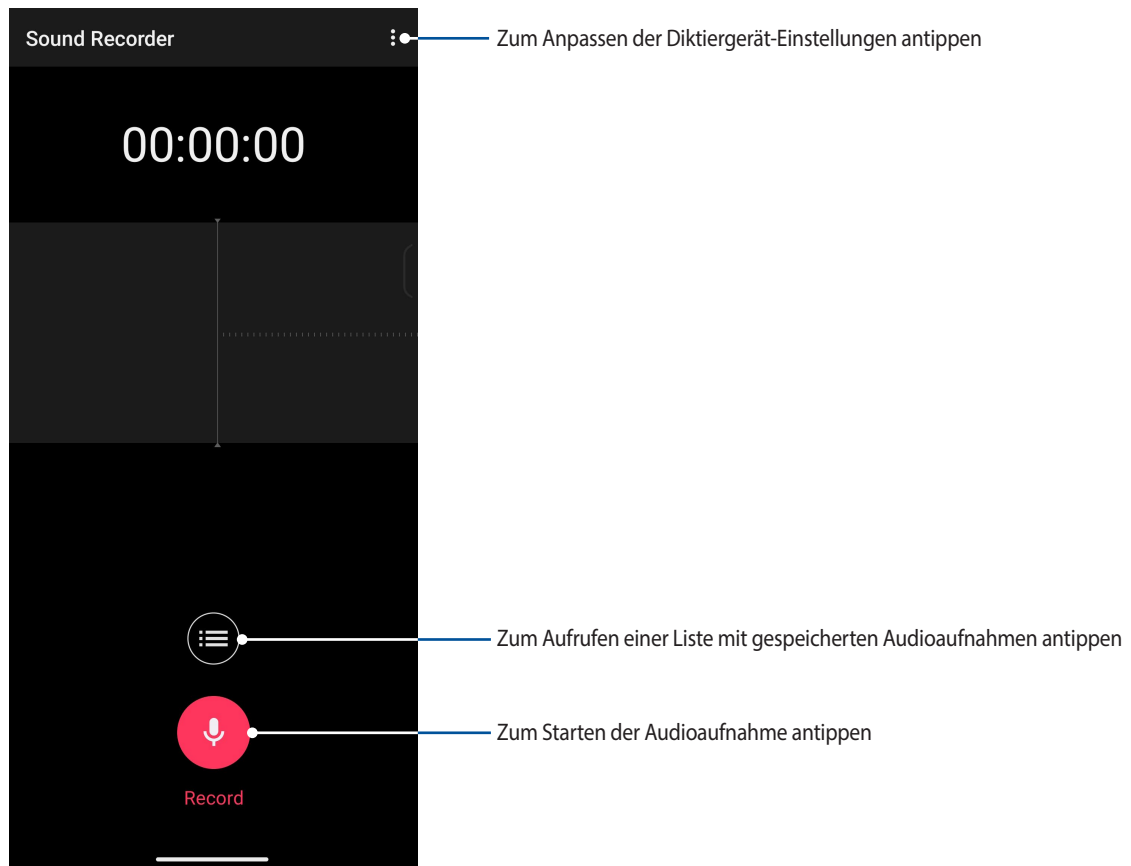 Sound Recorder
Zum Anpassen der Diktiergerät-Einstellungen antippen
00:00:00
Zum Aufrufen einer Liste mit gespeicherten Audioaufnahmen antippen
Zum Starten der Audioaufnahme antippen
Record